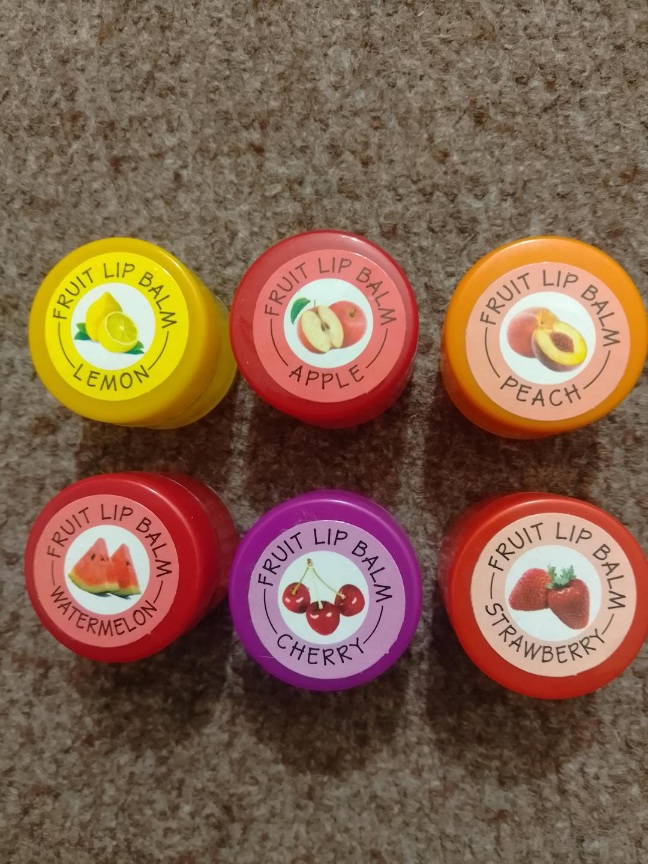 FRUIT LIP BALM
LEMON
FRUIT LIP BALM
APPLE
FRUIT LIP BALM
PEACH
FRUIT LIP BALM
WATERMELON
FRUIT LIP BALM
CHERRY
FRUIT LIP BALM
STRAWBERRY